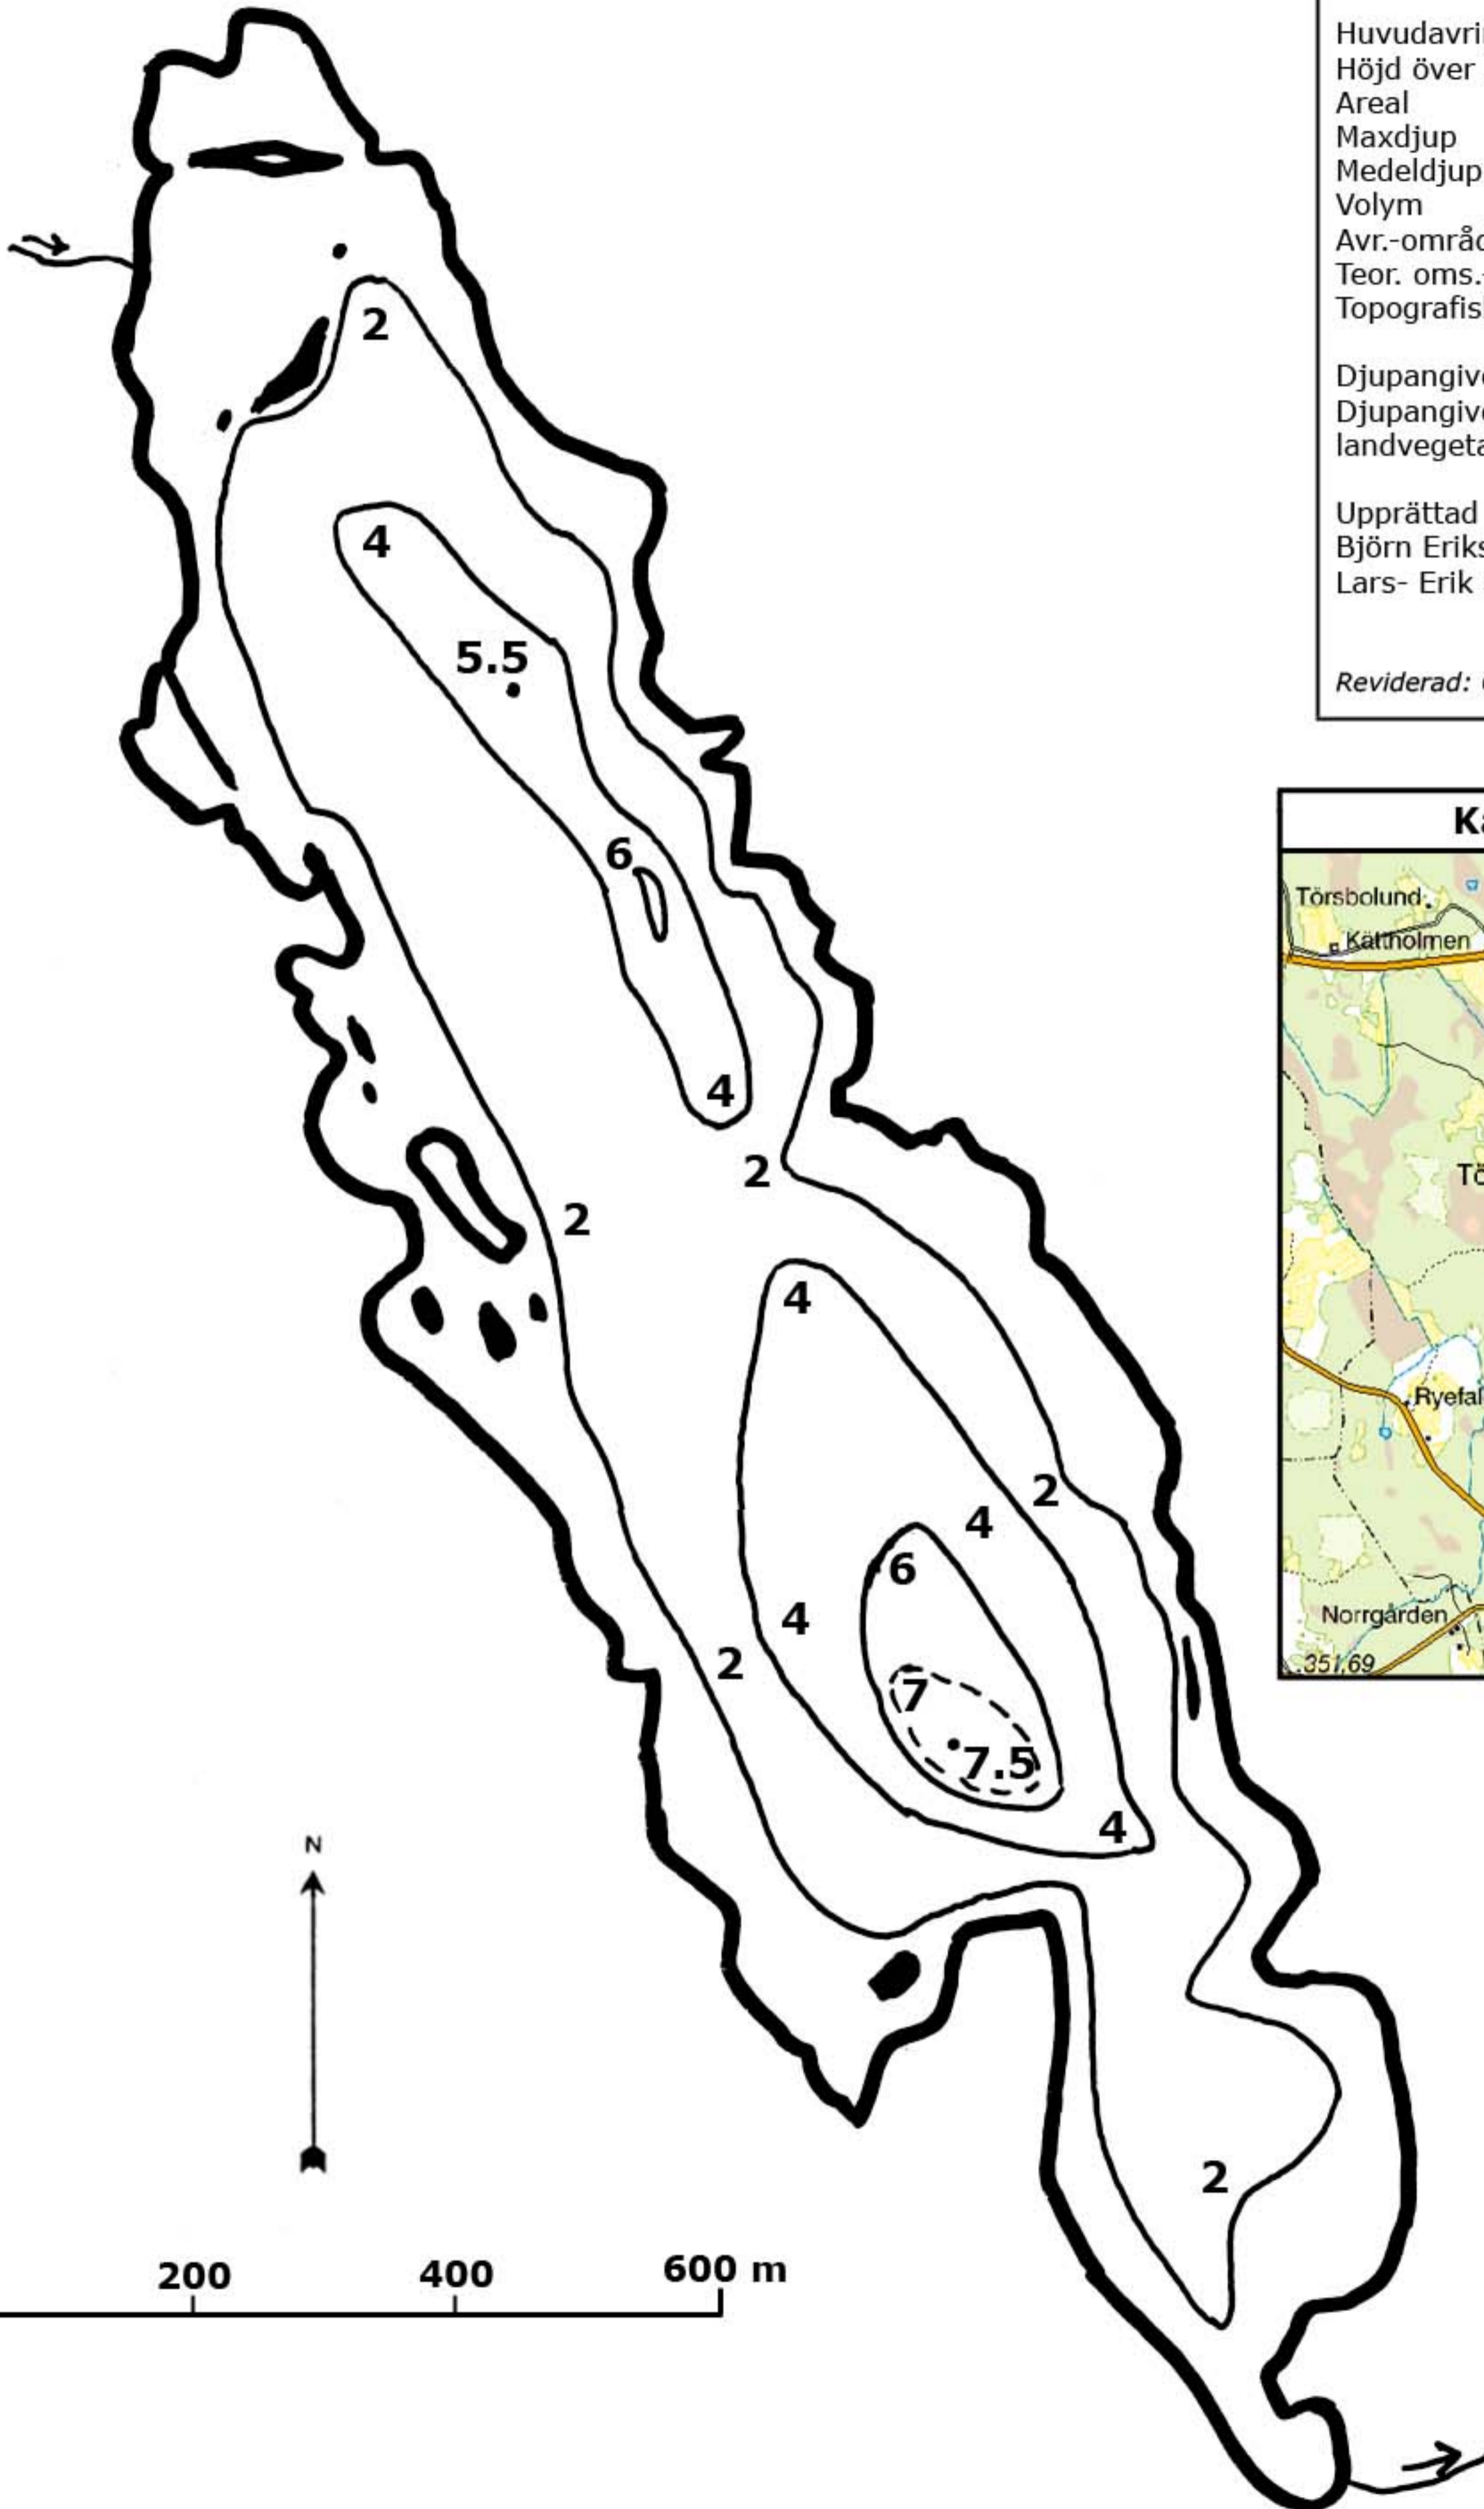 Huvudavri
Höjd över
Areal
Maxdjup
Medeldjup
Volym
Avr.-områd
Teor. oms.-
Topografis
Djupangive
Djupangive
landvegeta
Upprättad
Björn Eriks
Lars- Erik
Reviderad:
2
4
5.5
6
4
2
2
4
2
4
6
4
2
7
7.5
4
2
N
200 400 600 m
Ka
Törsbolund
Kättholmen
Tö
Ryefal
Norrgården
.351,69